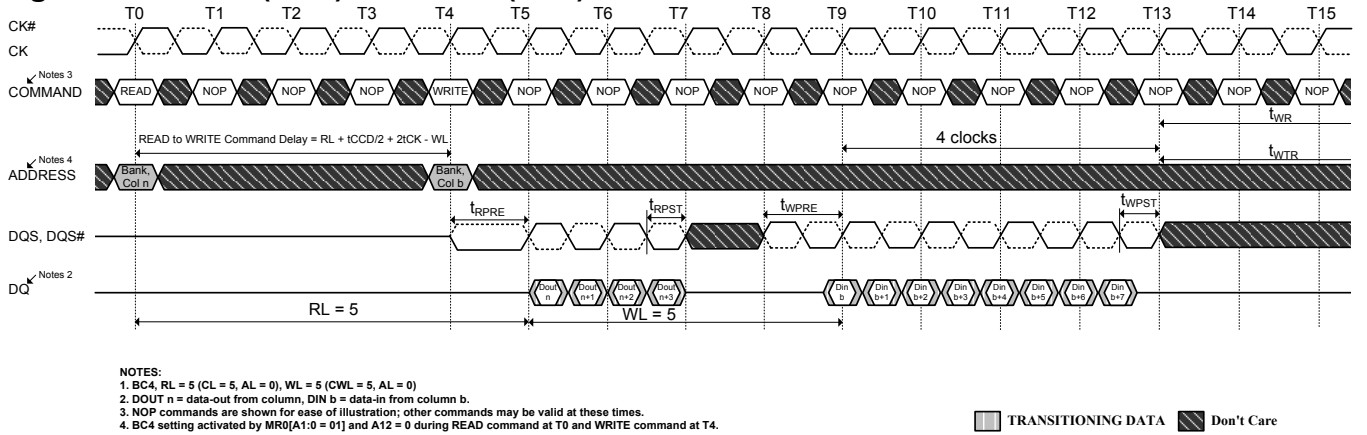 T0 T1 T2 T3 T4 T5 T6 T7 T8 T9 T10 T11 T12 T13 T14 T15
CK#
CK
Notes 3
COMMAND READ NOP NOP NOP WRITE NOP NOP NOP NOP NOP NOP NOP NOP NOP NOP NOP
tWR
READ to WRITE Command Delay = RL + tCCD/2 + 2tCK - WL
4 clocks
tWTR
Notes 4
ADDRESS Bank, Col n Bank, Col b
tRPRE tRPST tWPRE tWPST
DQS, DQS#
Notes 2
DQ Dout n Dout n+1 Dout n+2 Dout n+3 Din b Din b+1 Din b+2 Din b+3 Din b+4 Din b+5 Din b+6 Din b+7
RL = 5 WL = 5
NOTES:
1. BC4, RL = 5 (CL = 5, AL = 0), WL = 5 (CWL = 5, AL = 0)
2. DOUT n = data-out from column, DIN b = data-in from column b.
3. NOP commands are shown for ease of illustration; other commands may be valid at these times.
4. BC4 setting activated by MR0[A1:0 = 01] and A12 = 0 during READ command at T0 and WRITE command at T4.
TRANSITIONING DATA Don't Care